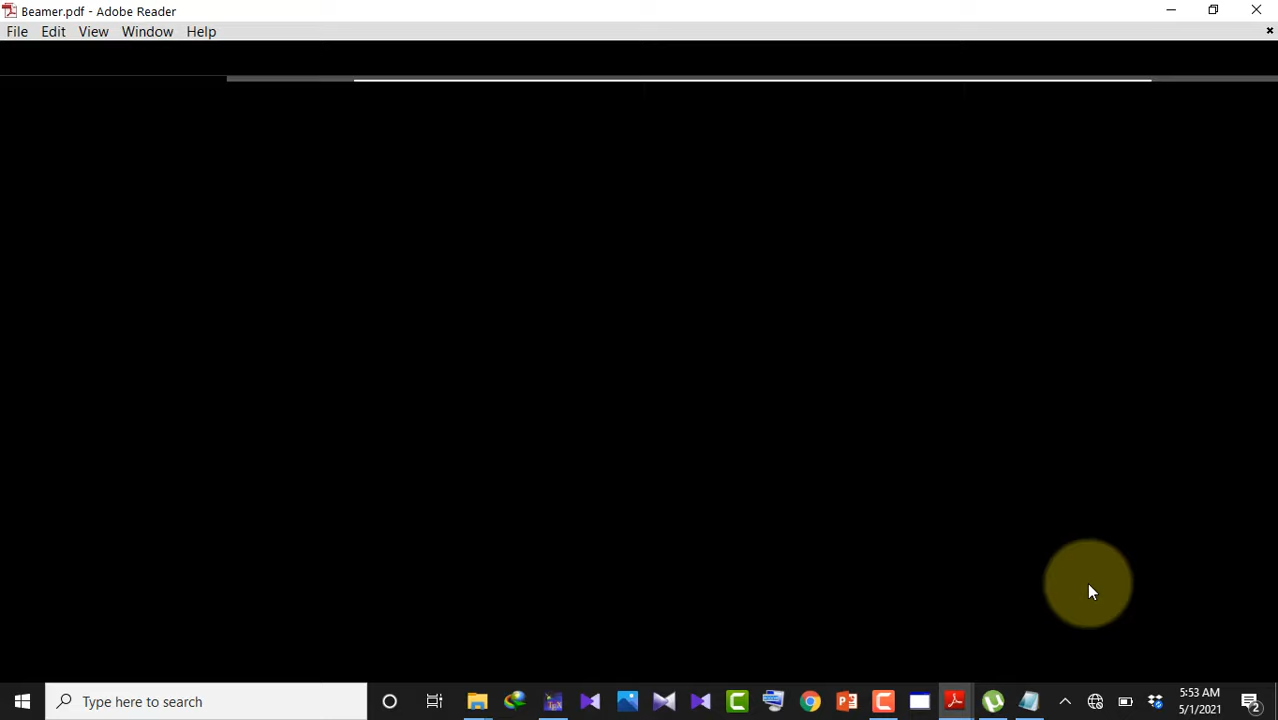 Beamer.pdf - Adobe Reader
File Edit View Window Help
Type here to search
5:53 AM
5/1/2021
2